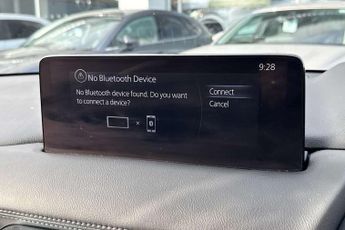 9:28
No Bluetooth Device
No Bluetooth device found. Do you want
to connect a device?
Connect
Cancel